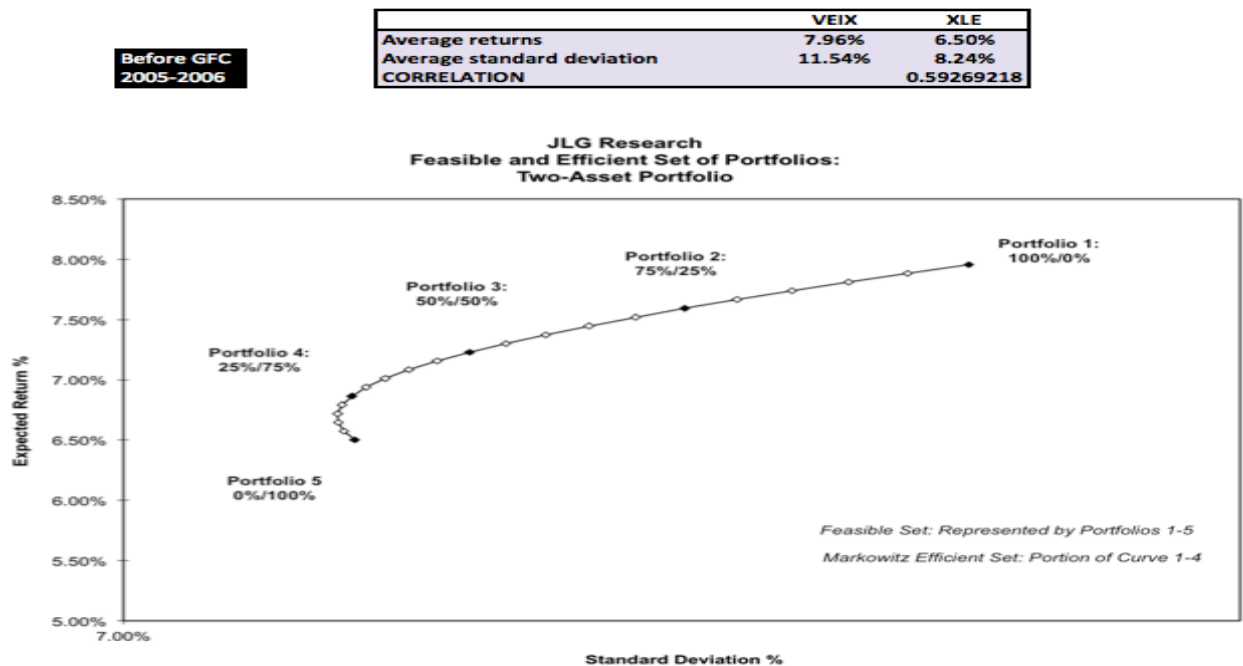 VEIX XLE
Average returns 7.96% 6.50%
Average standard deviation 11.54% 8.24%
CORRELATION 0.59269218
Before GFC
2005-2006
JLG Research
Feasible and Efficient Set of Portfolios:
Two-Asset Portfolio
8.50%
8.00%
7.50%
7.00%
6.50%
6.00%
5.50%
5.00%
7.00%
Expected Return %
Portfolio 1:
100%/0%
Portfolio 2:
75%/25%
Portfolio 3:
50%/50%
Portfolio 4:
25%/75%
Portfolio 5
0%/100%
Feasible Set: Represented by Portfolios 1-5
Markowitz Efficient Set: Portion of Curve 1-4
Standard Deviation %